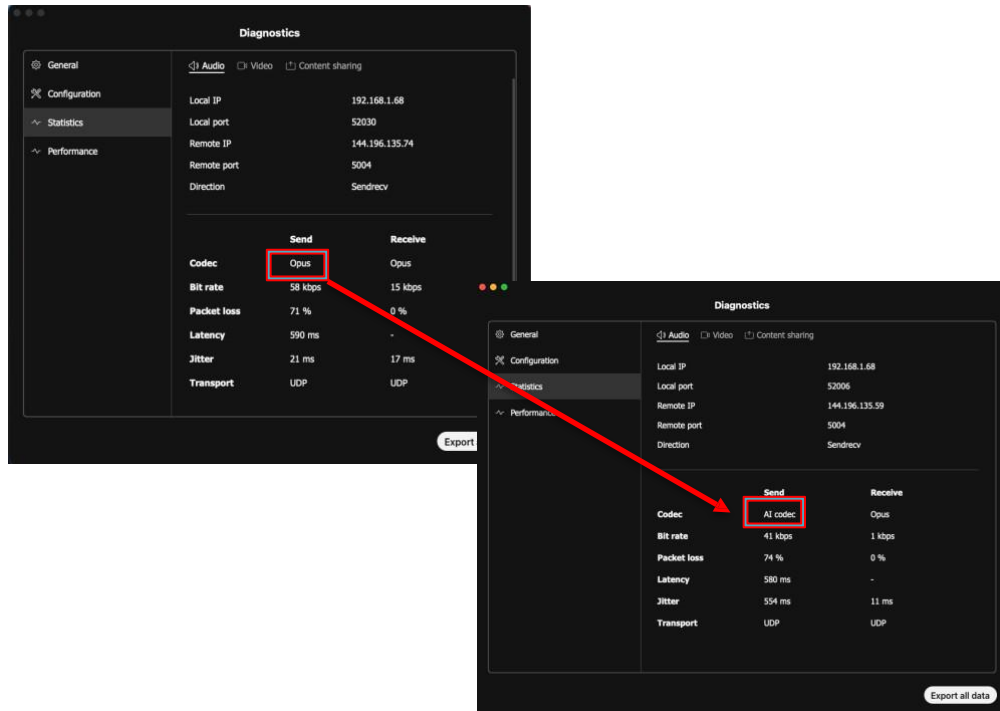 Diagnostics
General
Configuration
Statistics
Performance
Audio Video Content sharing
Local IP 192.168.1.68
Local port 52030
Remote IP 144.196.135.74
Remote port 5004
Direction Sendrecv
Send Receive
Codec Opus Opus
Bit rate 58 kbps 15 kbps
Packet loss 71 % 0 %
Latency 590 ms -
Jitter 21 ms 17 ms
Transport UDP UDP
Export
Diagnostics
General
Configuration
Statistics
Performance
Audio Video Content sharing
Local IP 192.168.1.68
Local port 52006
Remote IP 144.196.135.59
Remote port 5004
Direction Sendrecv
Send Receive
Codec AI codec Opus
Bit rate 41 kbps 1 kbps
Packet loss 74 % 0 %
Latency 580 ms -
Jitter 554 ms 11 ms
Transport UDP UDP
Export all data